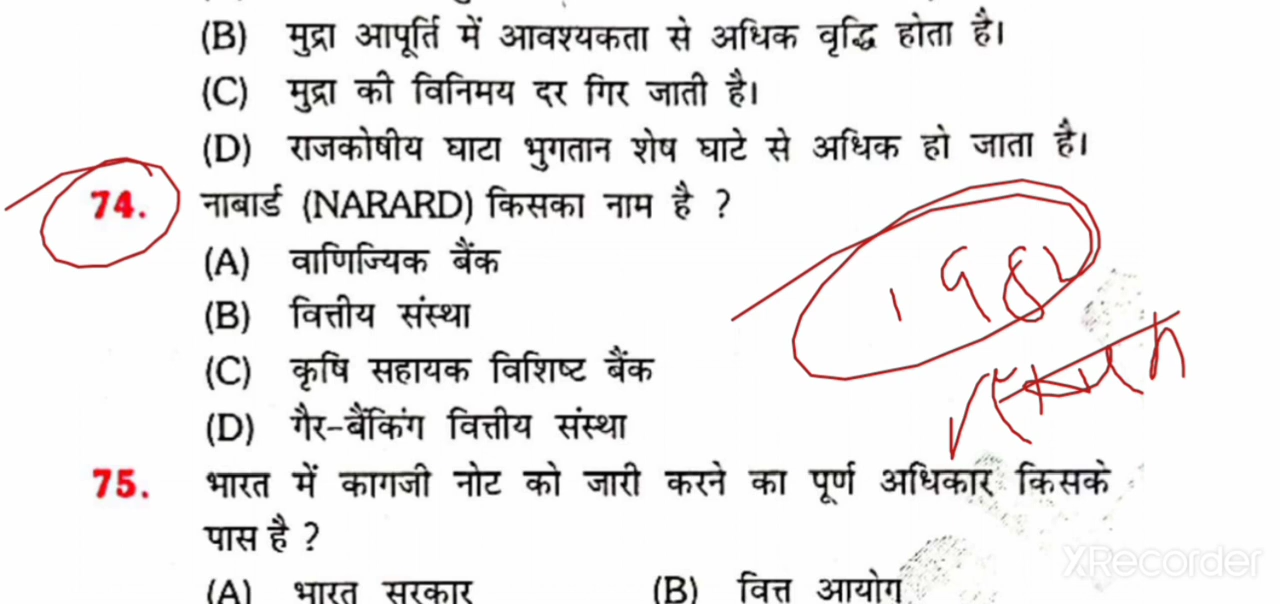 (B) मुद्रा आपूर्ति में आवश्यकता से अधिक वृद्धि होता है।
(C) मुद्रा की विनिमय दर गिर जाती है।
(D) राजकोषीय घाटा भुगतान शेष घाटे से अधिक हो जाता है।
74. नाबार्ड (NARARD) किसका नाम है ?
(A) वाणिज्यिक बैंक
(B) वित्तीय संस्था
(C) कृषि सहायक विशिष्ट बैंक
(D) गैर-बैंकिंग वित्तीय संस्था
1982
75. भारत में कागजी नोट को जारी करने का पूर्ण अधिकार किसके
पास है ?
(A) भारत सरकार (B) वित्त आयोग
XRecorder